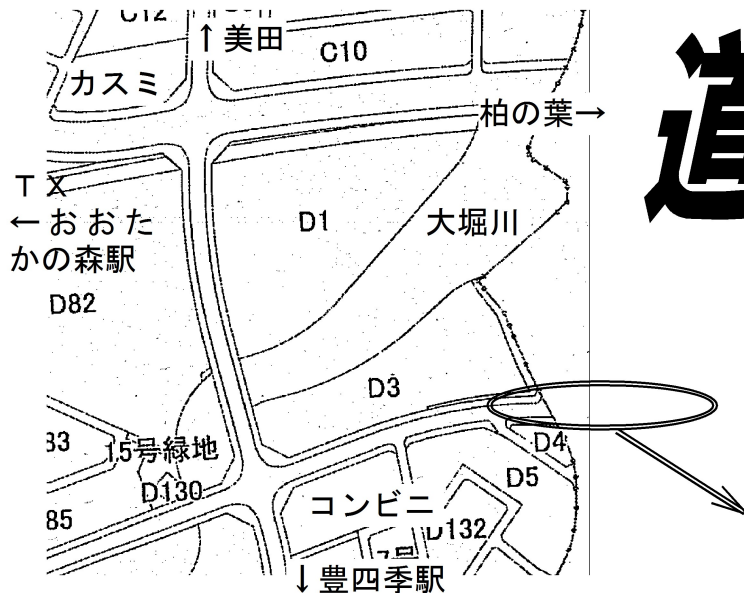 C12
↑美田
C10
カスミ
柏の葉→
道
TX
←おおた
かの森駅
D1
大堀川
D82
D3
83
15号緑地
D4
D130
D5
85
コンビニ
D132
7号
↓豊四季駅